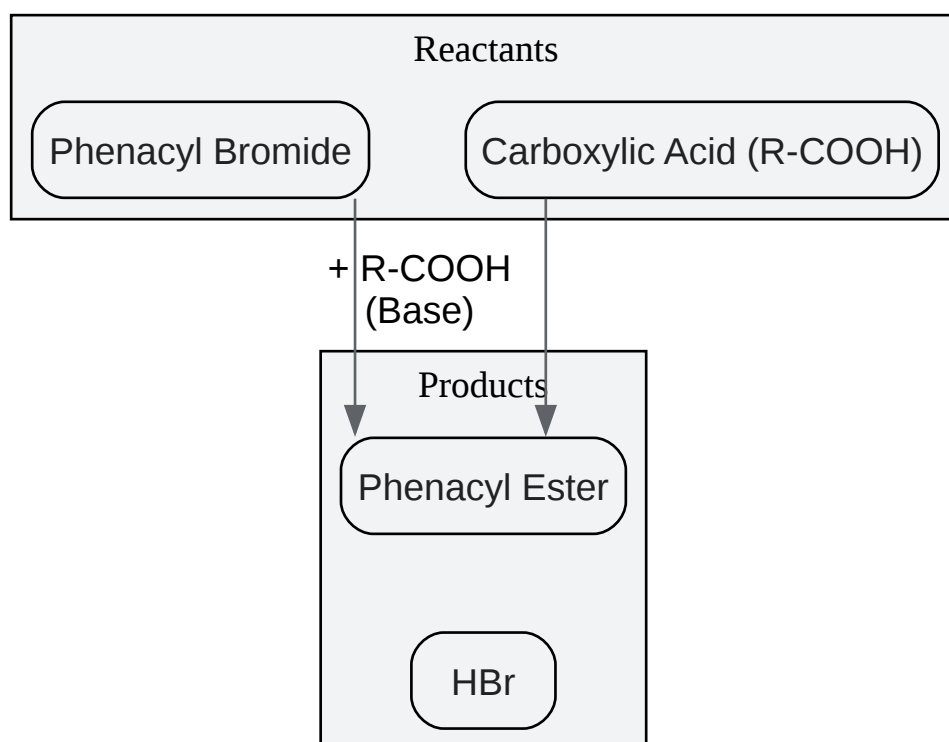 Reactants
Phenacyl Bromide
Carboxylic Acid (R-COOH)
+ R-COOH
(Base)
Products
Phenacyl Ester
HBr